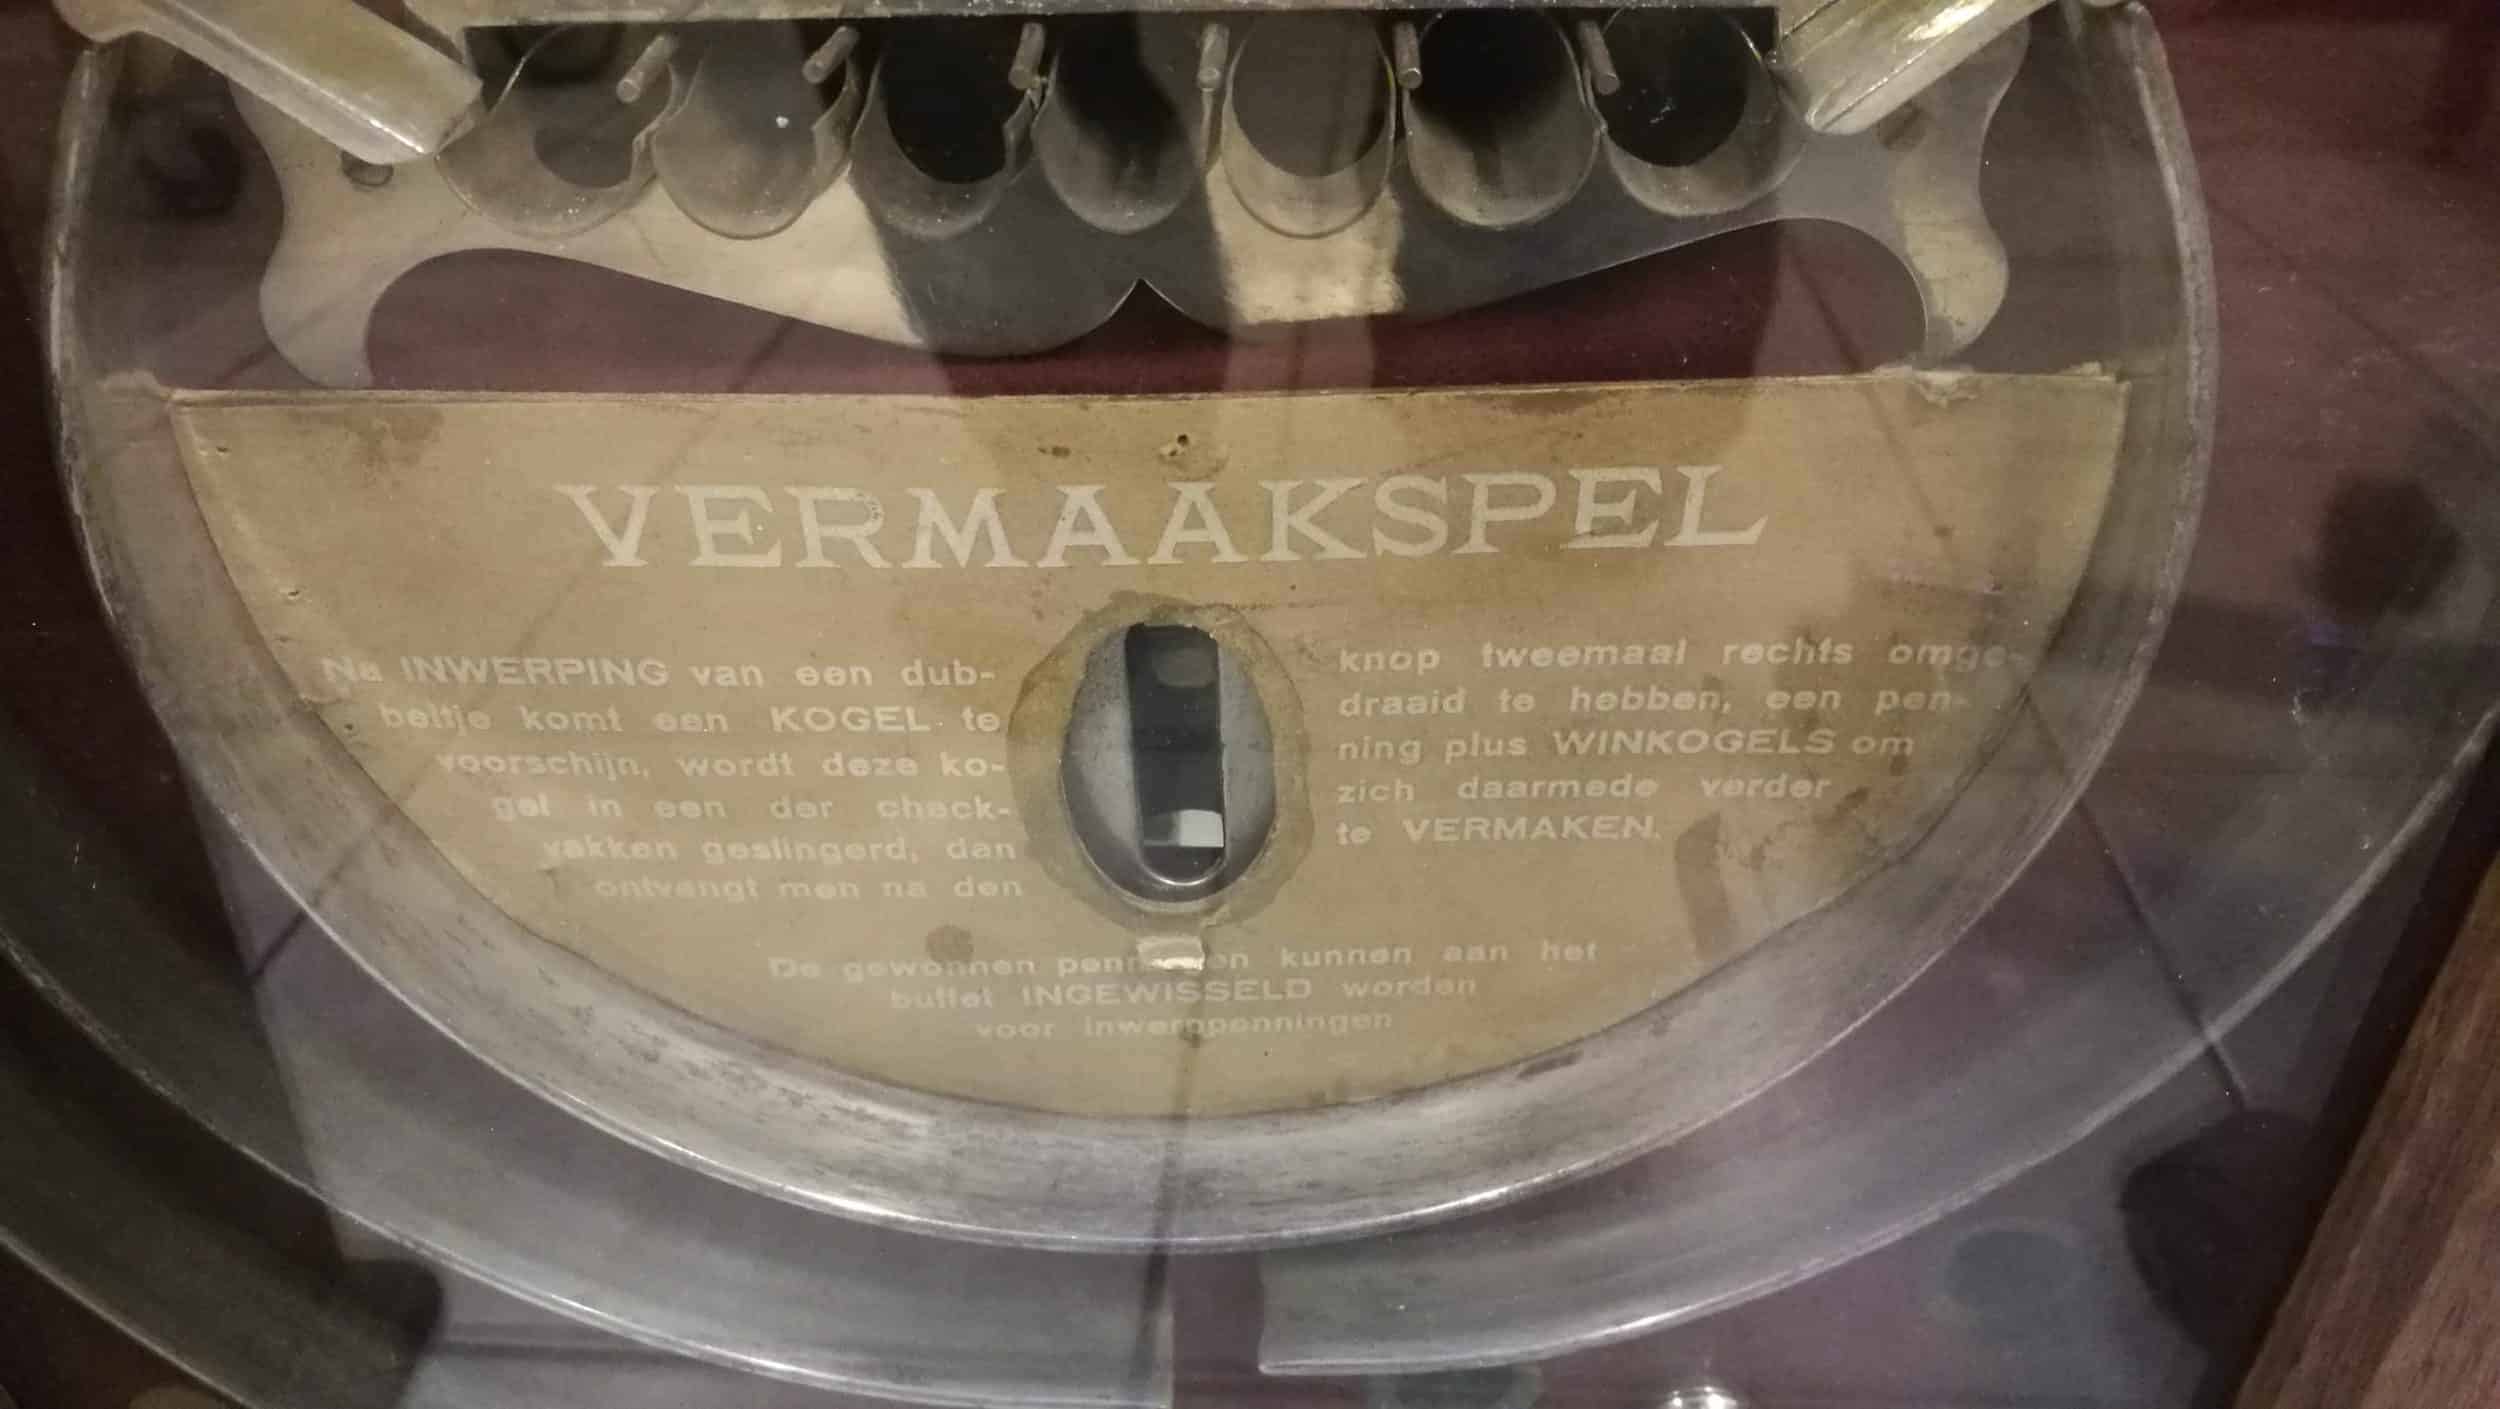 VERMAAKSPEL
Na INWERPING van een dub-
beltje komt een KOGEL te
voorschijn, wordt deze ko-
gel in een der check-
vakken geslingerd, dan
ontvangt men na den
knop tweemaal rechts omge-
draaid te hebben, een pen-
ning plus WINKOGELS om
zich daarmede verder
te VERMAKEN.
De gewonnen penningen kunnen aan het
buffet INGEWISSELD worden
voor inwerppenningen